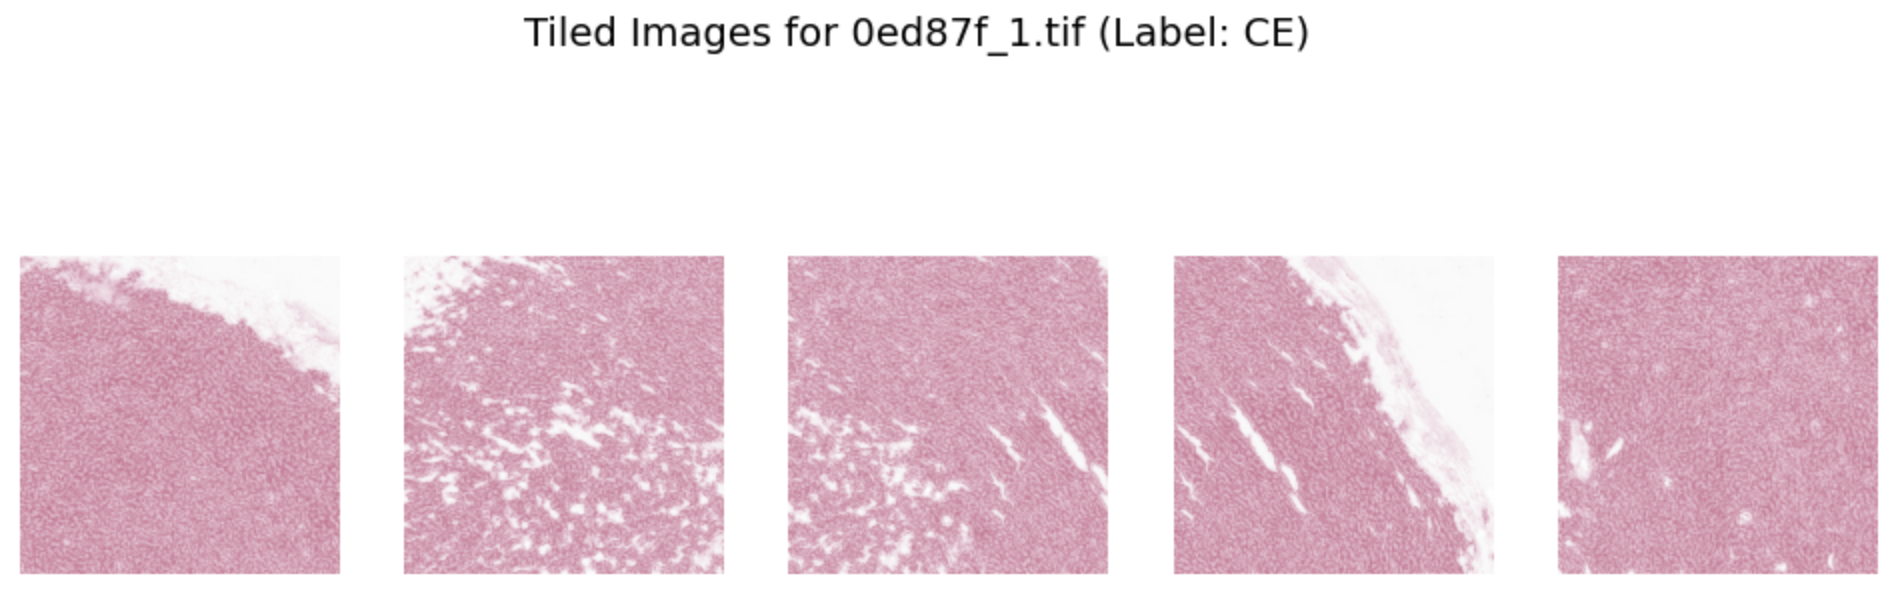 Tiled Images for 0ed87f_1.tif (Label: CE)